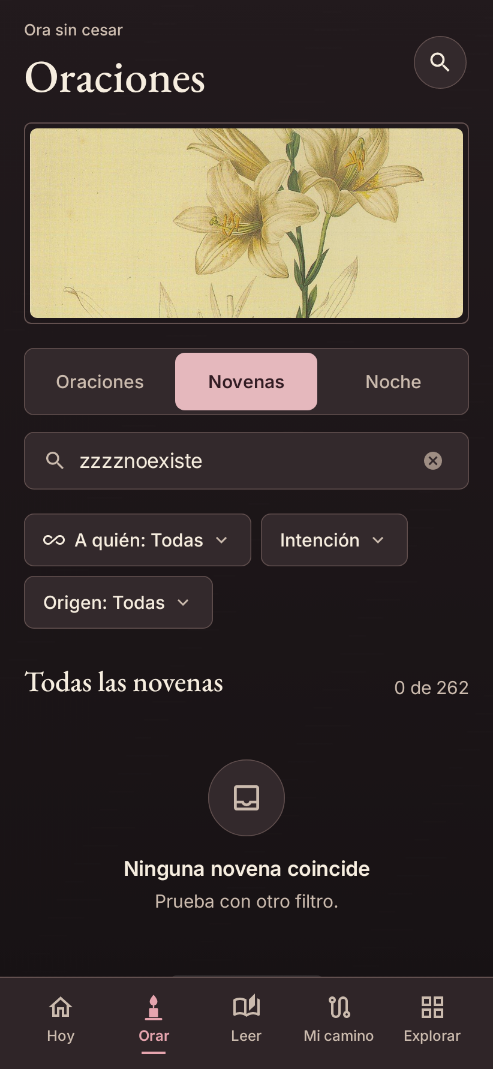 Ora sin cesar
Oraciones
Oraciones
Novenas
Noche
zzzznoexiste
A quién: Todas
Intención
Origen: Todas
Todas las novenas
0 de 262
Ninguna novena coincide
Prueba con otro filtro.
Hoy
Orar
Leer
Mi camino
Explorar